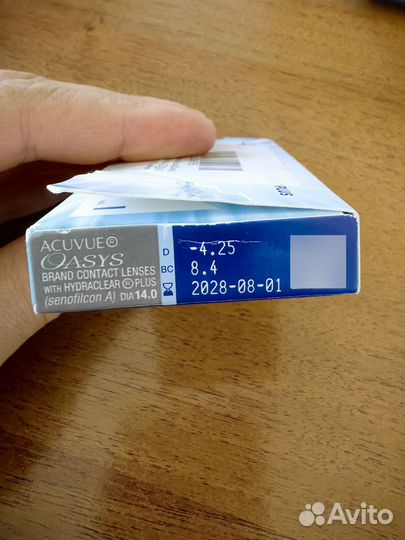 PLUS
ACUVUE®
OASYS
BRAND CONTACT LENSES
WITH HYDRACLEAR® PLUS
(senofilcon A) DIA 14.0
D -4.25
BC 8.4
2028-08-01
Avito